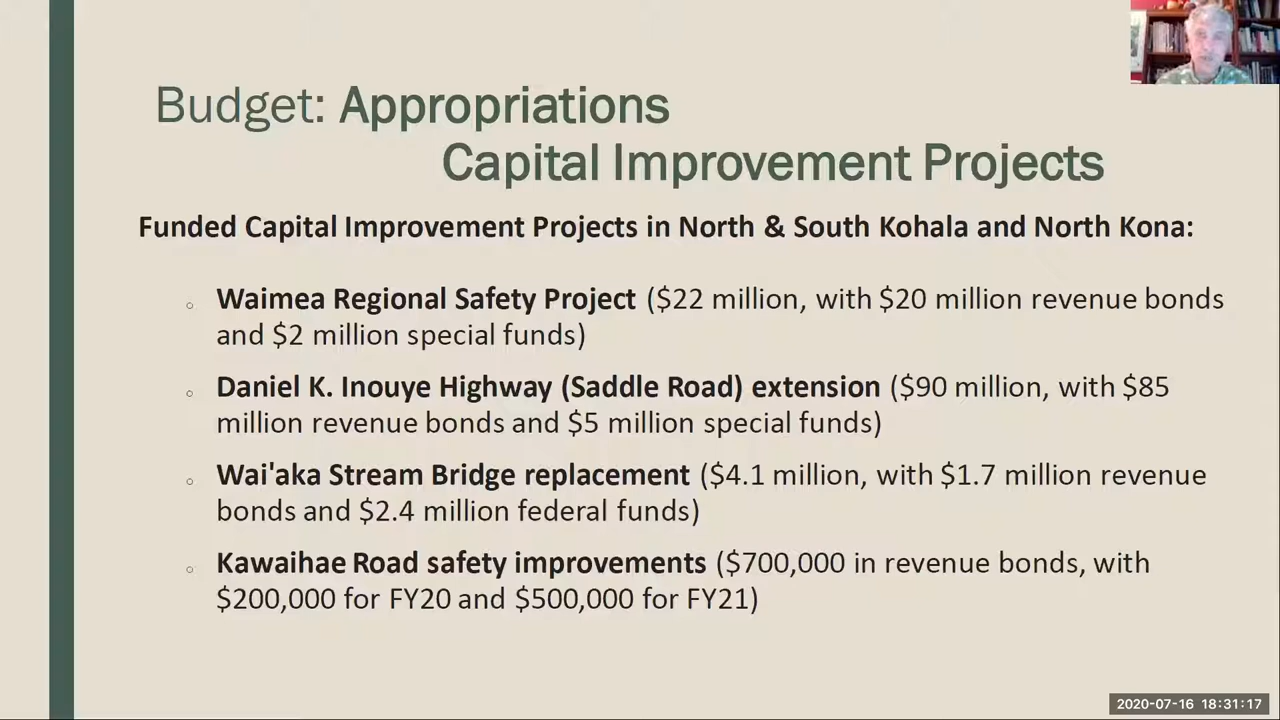 Budget: Appropriations
Capital Improvement Projects
Funded Capital Improvement Projects in North & South Kohala and North Kona:
Waimea Regional Safety Project ($22 million, with $20 million revenue bonds
and $2 million special funds)
Daniel K. Inouye Highway (Saddle Road) extension ($90 million, with $85
million revenue bonds and $5 million special funds)
Wai'aka Stream Bridge replacement ($4.1 million, with $1.7 million revenue
bonds and $2.4 million federal funds)
Kawaihae Road safety improvements ($700,000 in revenue bonds, with
$200,000 for FY20 and $500,000 for FY21)
2020-07-16 18:31:17